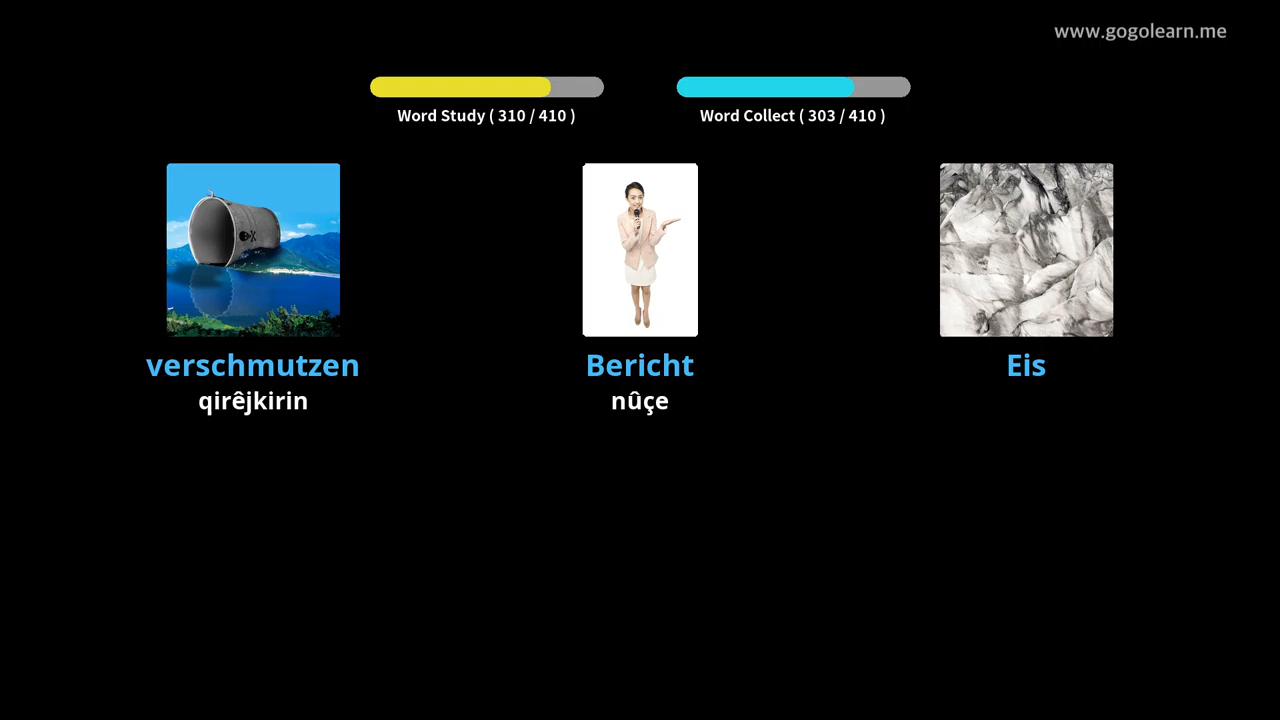 www.gogolearn.me
Word Study ( 310 / 410 )
Word Collect ( 303 / 410 )
verschmutzen
qirêjkirin
Bericht
nûçe
Eis